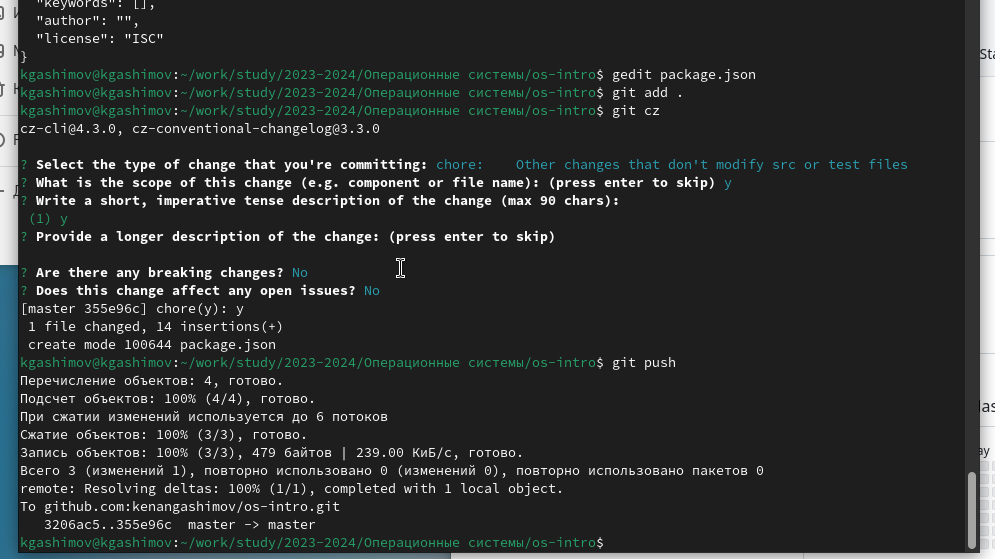 "keywords": [],
"author": "",
"license": "ISC"
}
kgashimov@kgashimov:~/work/study/2023-2024/Операционные системы/os-intro$ gedit package.json
kgashimov@kgashimov:~/work/study/2023-2024/Операционные системы/os-intro$ git add .
kgashimov@kgashimov:~/work/study/2023-2024/Операционные системы/os-intro$ git cz
cz-cli@4.3.0, cz-conventional-changelog@3.3.0
? Select the type of change that you're committing: chore:    Other changes that don't modify src or test files
? What is the scope of this change (e.g. component or file name): (press enter to skip) y
? Write a short, imperative tense description of the change (max 90 chars):
(1) y
? Provide a longer description of the change: (press enter to skip)
? Are there any breaking changes? No
? Does this change affect any open issues? No
[master 355e96c] chore(y): y
1 file changed, 14 insertions(+)
create mode 100644 package.json
kgashimov@kgashimov:~/work/study/2023-2024/Операционные системы/os-intro$ git push
Перечисление объектов: 4, готово.
Подсчет объектов: 100% (4/4), готово.
При сжатии изменений используется до 6 потоков
Сжатие объектов: 100% (3/3), готово.
Запись объектов: 100% (3/3), 479 байтов | 239.00 КиБ/с, готово.
Всего 3 (изменений 1), повторно использовано 0 (изменений 0), повторно использовано пакетов 0
remote: Resolving deltas: 100% (1/1), completed with 1 local object.
To github.com:kenangashimov/os-intro.git
3206ac5..355e96c  master -> master
kgashimov@kgashimov:~/work/study/2023-2024/Операционные системы/os-intro$